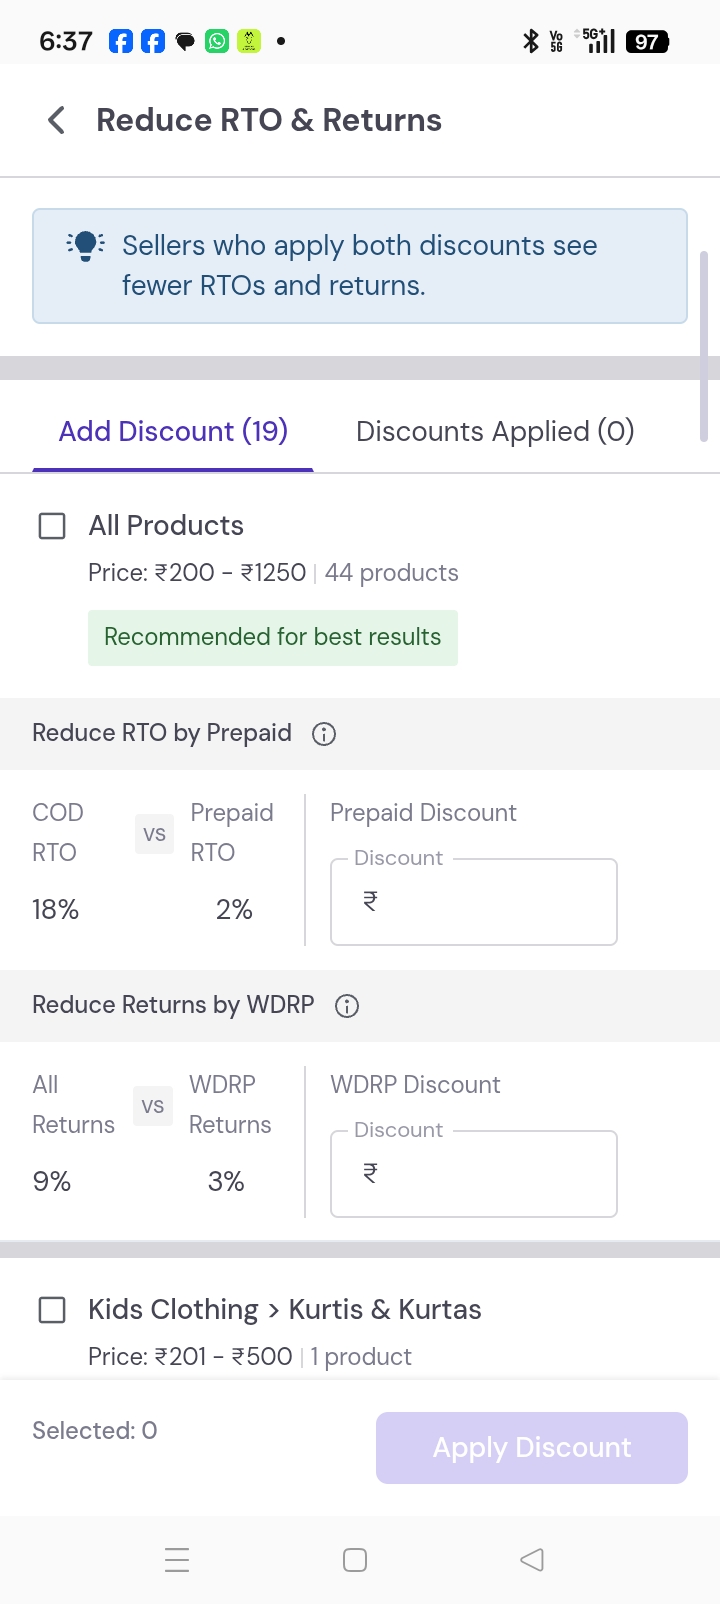 6:37
Vo 5G
5G+
97
Reduce RTO & Returns
Sellers who apply both discounts see
fewer RTOs and returns.
Add Discount (19)
Discounts Applied (0)
All Products
Price: ₹200 - ₹1250 | 44 products
Recommended for best results
Reduce RTO by Prepaid
COD
RTO
VS
Prepaid
RTO
18%
2%
Prepaid Discount
Discount
₹
Reduce Returns by WDRP
All
Returns
VS
WDRP
Returns
9%
3%
WDRP Discount
Discount
₹
Kids Clothing > Kurtis & Kurtas
Price: ₹201 - ₹500 | 1 product
Selected: 0
Apply Discount